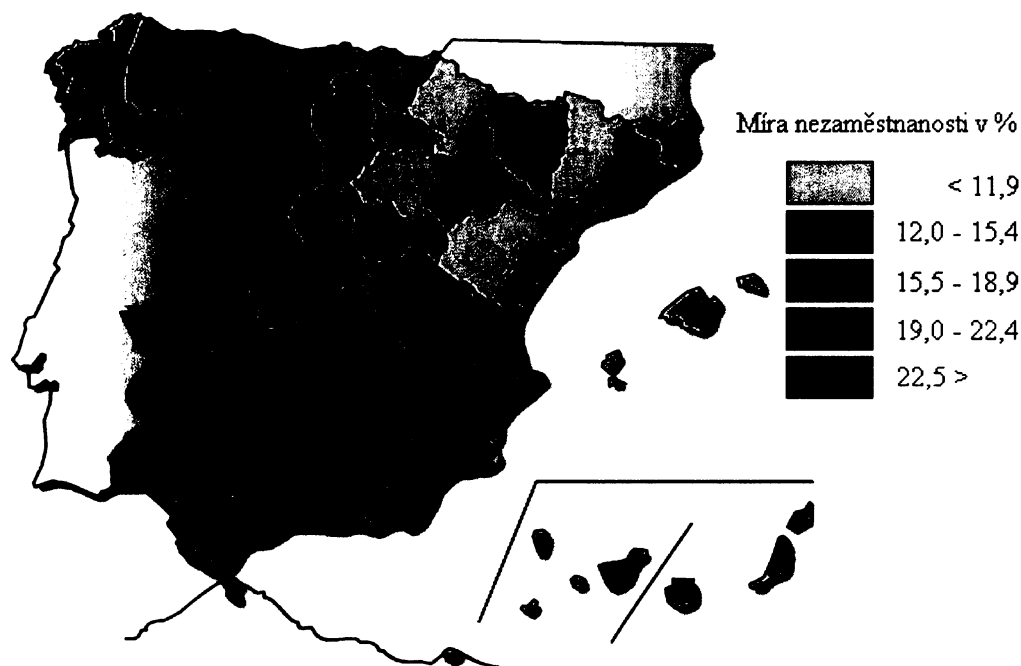 Míra nezaměstnanosti v %
< 11,9
12,0 - 15,4
15,5 - 18,9
19,0 - 22,4
22,5 >